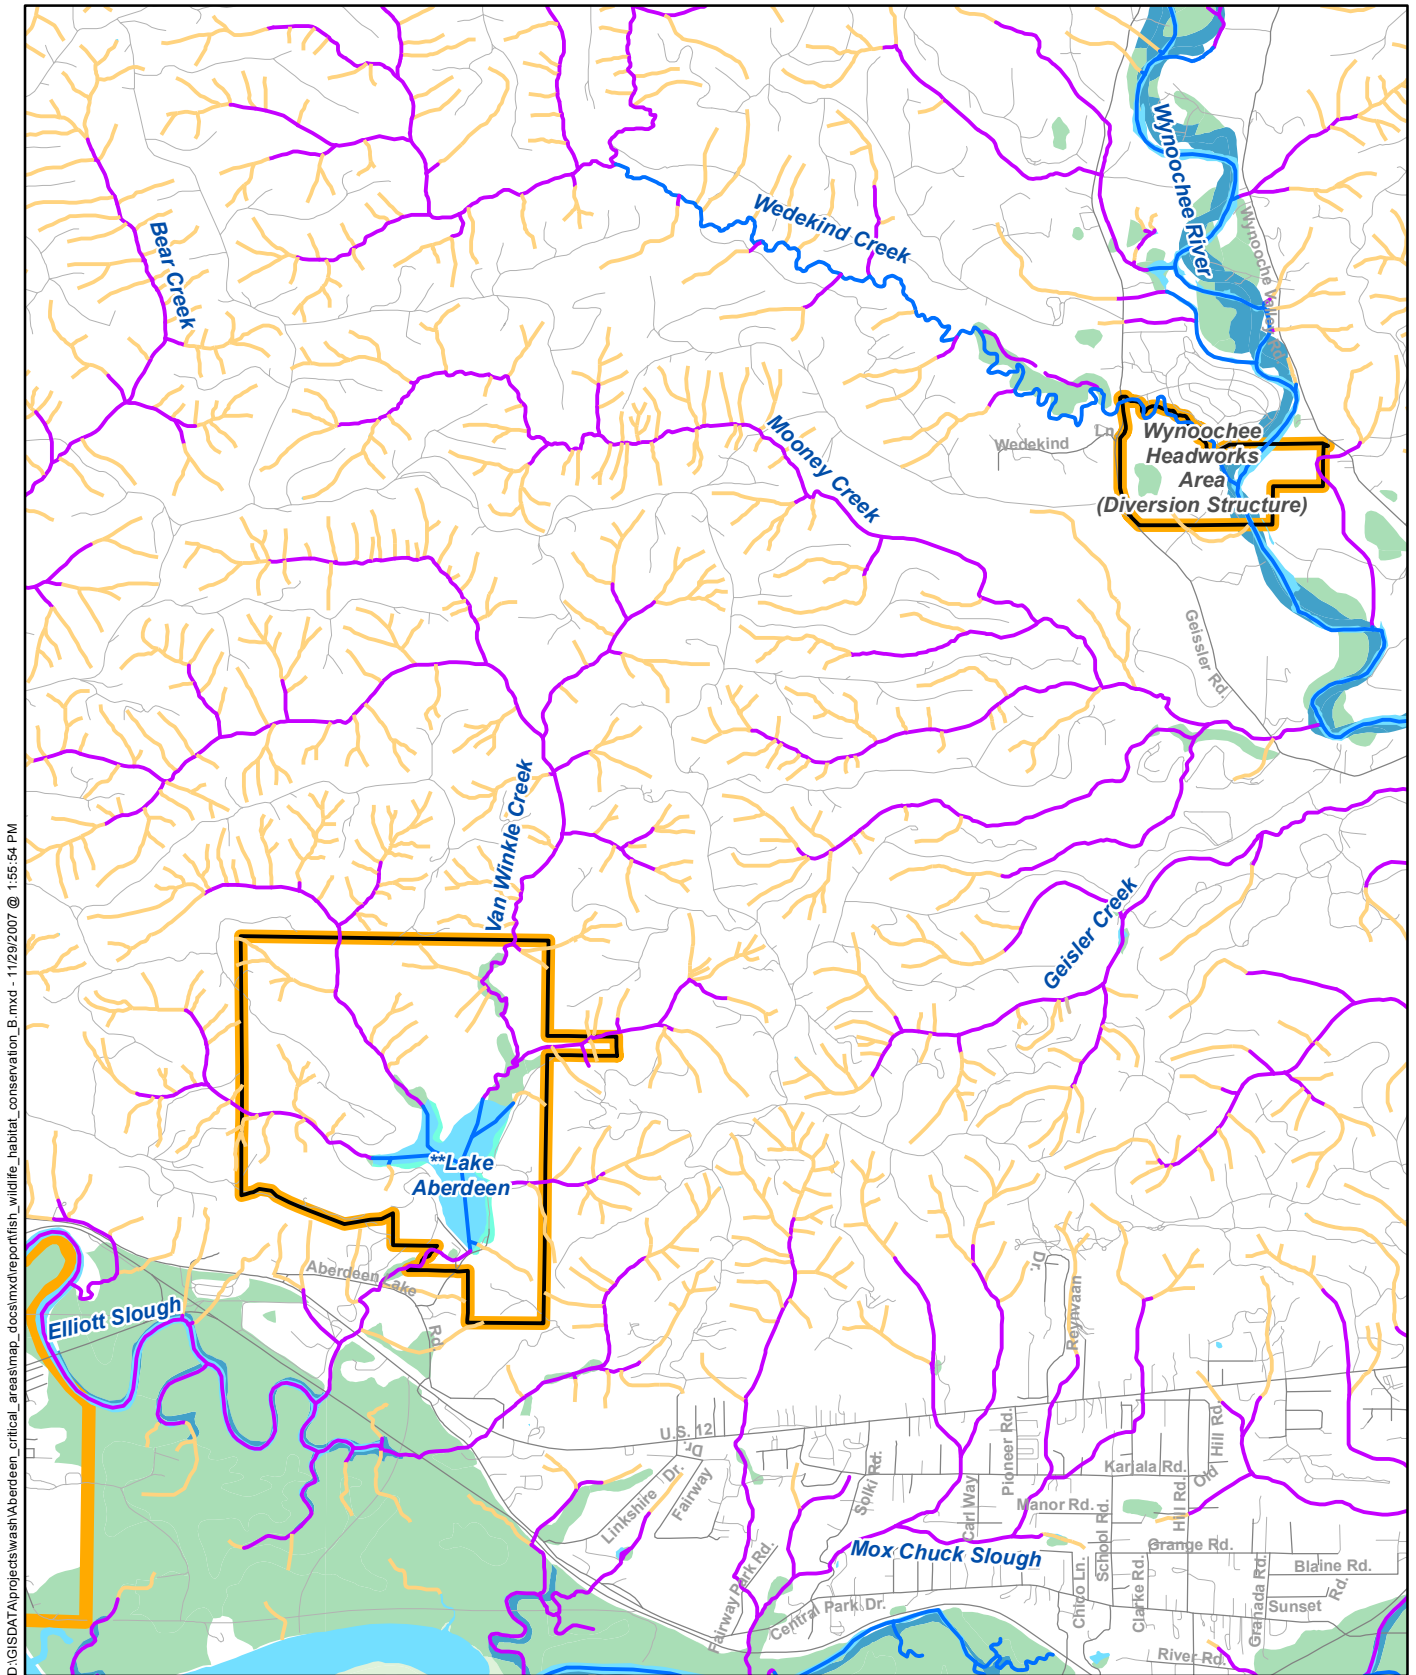 Wynoochee River
Wynooche Valley Rd.
Wedekind Creek
Bear Creek
Mooney Creek
Wedekind Ln.
Wynoochee
Headworks
Area
(Diversion Structure)
Geissler Rd.
Van Winkle Creek
Geisler Creek
**Lake
Aberdeen
Aberdeen Lake Rd.
Elliott Slough
Reynvaan Dr.
U.S. 12
Linkshire Dr.
Fairway Dr.
Solki Rd.
Carl Way
Pioneer Rd.
Karjala Rd.
Old Hill Rd.
Hill Rd.
Manor Rd.
School Rd.
Grange Rd.
Mox Chuck Slough
Blaine Rd.
Fairway Park Rd.
Central Park Dr.
Chico Ln.
Clarke Rd.
Granada Rd.
Sunset Rd.
River Rd.
D:\GISDATA\projects\wash\Aberdeen_critical_areas\map_docs\mxd\report\fish_wildlife_habitat_conservation_B.mxd - 11/29/2007 @ 1:55:54 PM